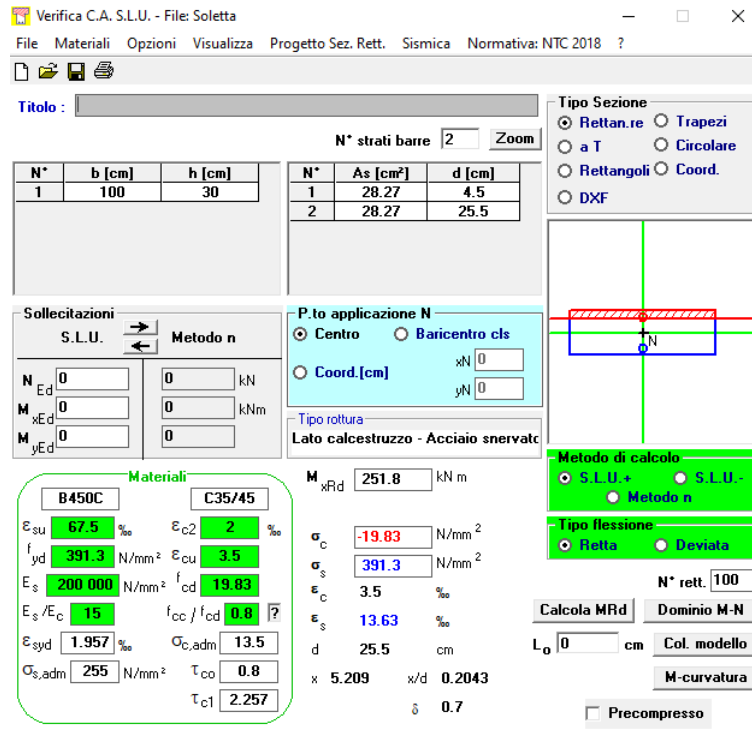 Verifica C.A. S.L.U. - File: Soletta
File Materiali Opzioni Visualizza Progetto Sez. Rett. Sismica Normativa: NTC 2018 ?
Titolo :
N° strati barre 2 Zoom
N° b [cm] h [cm]
1 100 30
N° As [cm²] d [cm]
1 28.27 4.5
2 28.27 25.5
Tipo Sezione
Rettan.re Trapezi
a T Circolare
Rettangoli Coord.
DXF
N
Sollecitazioni
S.L.U. Metodo n
N Ed 0 0 kN
M xEd 0 0 kNm
M yEd 0 0
P.to applicazione N
Centro Baricentro cls
Coord.[cm] xN 0
yN 0
Tipo rottura
Lato calcestruzzo - Acciaio snervato
Materiali
B450C C35/45
εsu 67.5 ‰ εc2 2 ‰
fyd 391.3 N/mm² εcu 3.5
Es 200 000 N/mm² fcd 19.83
Es/Ec 15 fcc / fcd 0.8 ?
εsyd 1.957 ‰ σc,adm 13.5
σs,adm 255 N/mm² τco 0.8
τc1 2.257
M xRd 251.8 kN m
σc -19.83 N/mm²
σs 391.3 N/mm²
εc 3.5 ‰
εs 13.63 ‰
d 25.5 cm
x 5.209 x/d 0.2043
δ 0.7
Metodo di calcolo
S.L.U.+ S.L.U.-
Metodo n
Tipo flessione
Retta Deviata
N° rett. 100
Calcola MRd Dominio M-N
Lo 0 cm Col. modello
M-curvatura
Precompresso